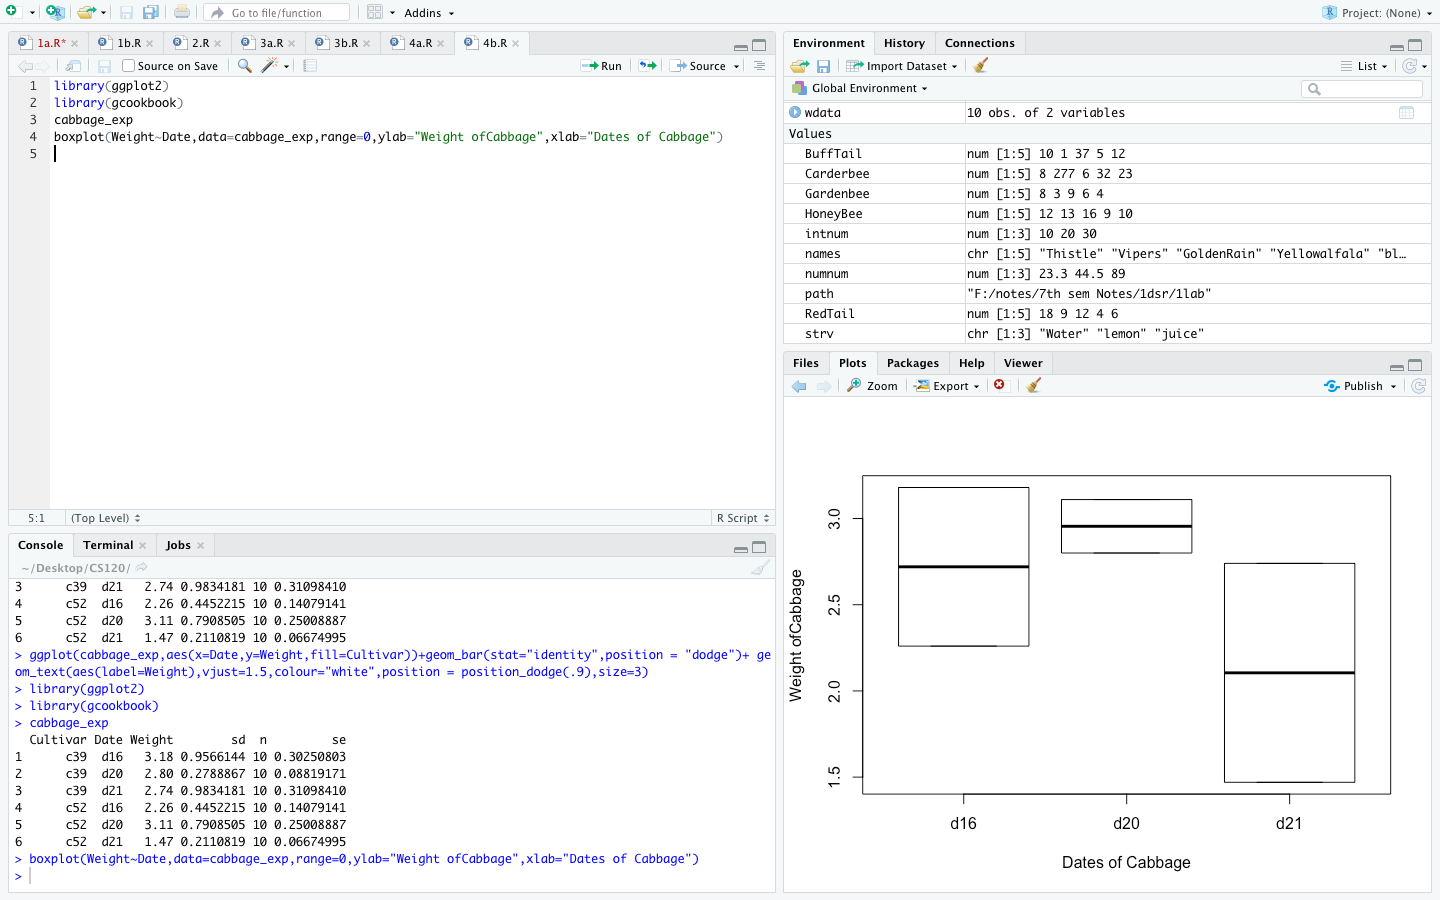 Go to file/function
Addins
Project: (None)
1a.R*
1b.R
2.R
3a.R
3b.R
4a.R
4b.R
Source on Save
Run
Source
1 library(ggplot2)
2 library(gcookbook)
3 cabbage_exp
4 boxplot(Weight~Date,data=cabbage_exp,range=0,ylab="Weight ofCabbage",xlab="Dates of Cabbage")
5
5:1
(Top Level)
R Script
Console
Terminal
Jobs
~/Desktop/CS120/
3 c39 d21 2.74 0.9834181 10 0.31098410
4 c52 d16 2.26 0.4452215 10 0.14079141
5 c52 d20 3.11 0.7908505 10 0.25008887
6 c52 d21 1.47 0.2110819 10 0.06674995
> ggplot(cabbage_exp,aes(x=Date,y=Weight,fill=Cultivar))+geom_bar(stat="identity",position = "dodge")+ ge
om_text(aes(label=Weight),vjust=1.5,colour="white",position = position_dodge(.9),size=3)
> library(ggplot2)
> library(gcookbook)
> cabbage_exp
Cultivar Date Weight sd n se
1 c39 d16 3.18 0.9566144 10 0.30250803
2 c39 d20 2.80 0.2788867 10 0.08819171
3 c39 d21 2.74 0.9834181 10 0.31098410
4 c52 d16 2.26 0.4452215 10 0.14079141
5 c52 d20 3.11 0.7908505 10 0.25008887
6 c52 d21 1.47 0.2110819 10 0.06674995
> boxplot(Weight~Date,data=cabbage_exp,range=0,ylab="Weight ofCabbage",xlab="Dates of Cabbage")
>
Environment
History
Connections
Import Dataset
List
Global Environment
wdata 10 obs. of 2 variables
Values
BuffTail num [1:5] 10 1 37 5 12
Carderbee num [1:5] 8 277 6 32 23
Gardenbee num [1:5] 8 3 9 6 4
HoneyBee num [1:5] 12 13 16 9 10
intnum num [1:3] 10 20 30
names chr [1:5] "Thistle" "Vipers" "GoldenRain" "Yellowalfala" "bl…
numnum num [1:3] 23.3 44.5 89
path "F:/notes/7th sem Notes/1dsr/1lab"
RedTail num [1:5] 18 9 12 4 6
strv chr [1:3] "Water" "lemon" "juice"
Files
Plots
Packages
Help
Viewer
Zoom
Export
Publish
Weight ofCabbage
3.0
2.5
2.0
1.5
d16
d20
d21
Dates of Cabbage